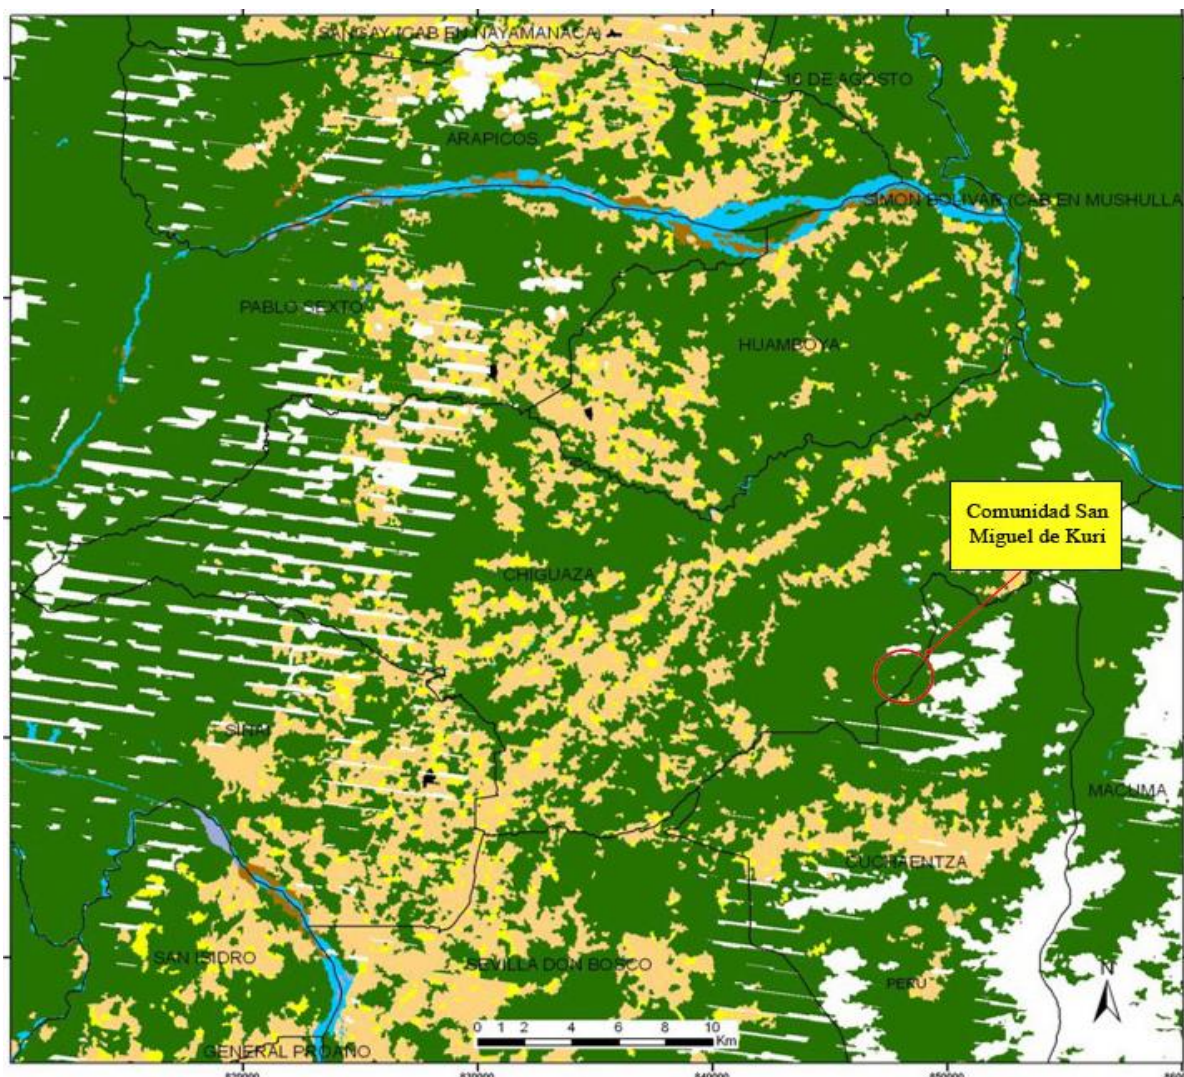 SANGAY (CAB EN NAYAMANACA)
10 DE AGOSTO
ARAPICOS
SIMON BOLIVAR (CAB EN MUSHULLA
PABLO SEXTO
HUAMBOYA
Comunidad San
Miguel de Kuri
CHIGUAZA
SINAI
MACUMA
CUCHAENTZA
SAN ISIDRO
SEVILLA DON BOSCO
PERU
N
0 1 2 4 6 8 10
Km
GENERAL PROAÑO